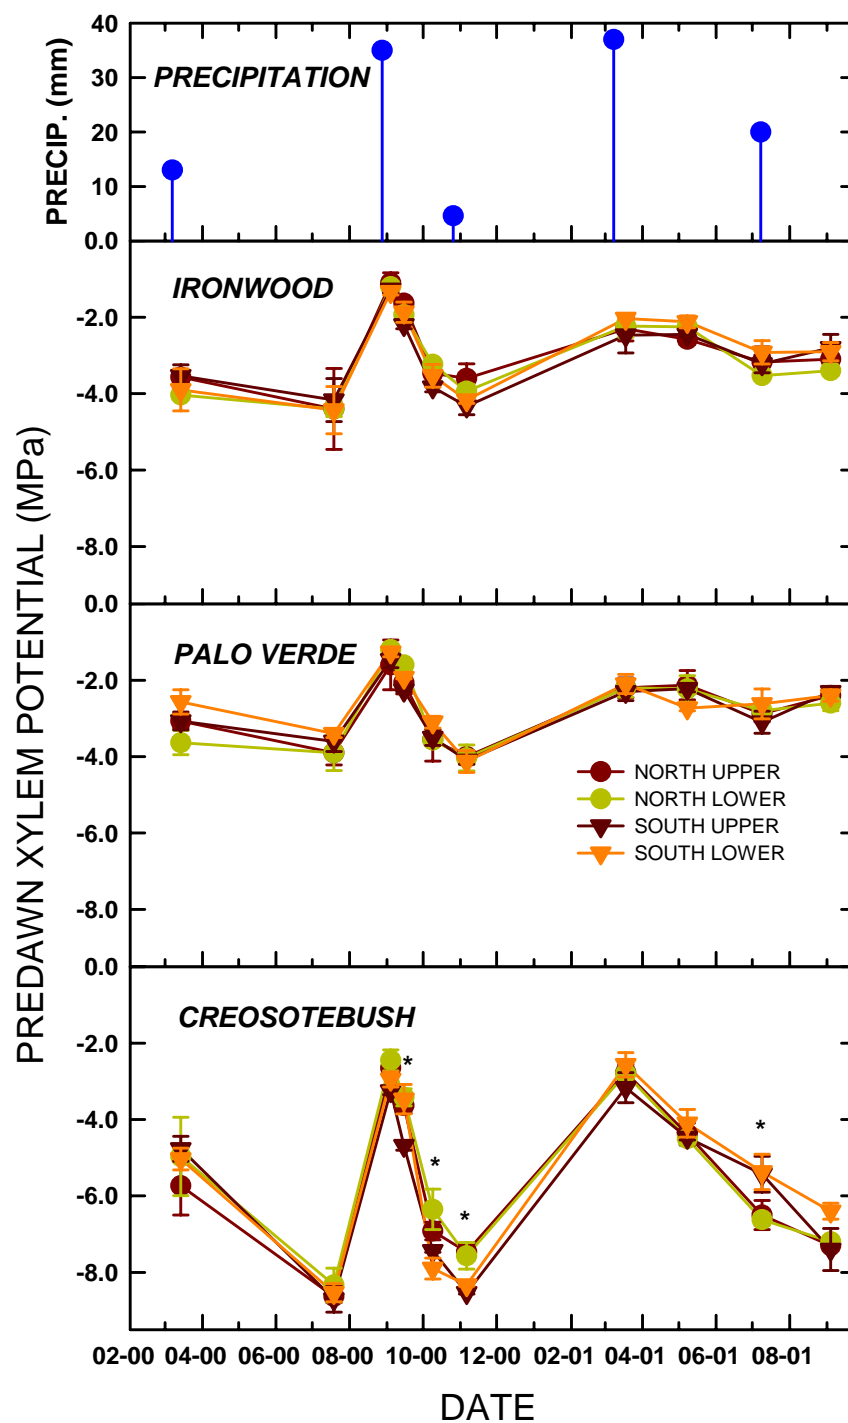 40
PRECIPITATION
30
20
10
0.0
PRECIP. (mm)
IRONWOOD
-2.0
-4.0
-6.0
-8.0
0.0
PALO VERDE
-2.0
-4.0
NORTH UPPER
NORTH LOWER
SOUTH UPPER
SOUTH LOWER
-6.0
-8.0
0.0
PREDAWN XYLEM POTENTIAL (MPa)
CREOSOTEBUSH
-2.0
*
-4.0
*
*
*
-6.0
-8.0
02-00 04-00 06-00 08-00 10-00 12-00 02-01 04-01 06-01 08-01
DATE